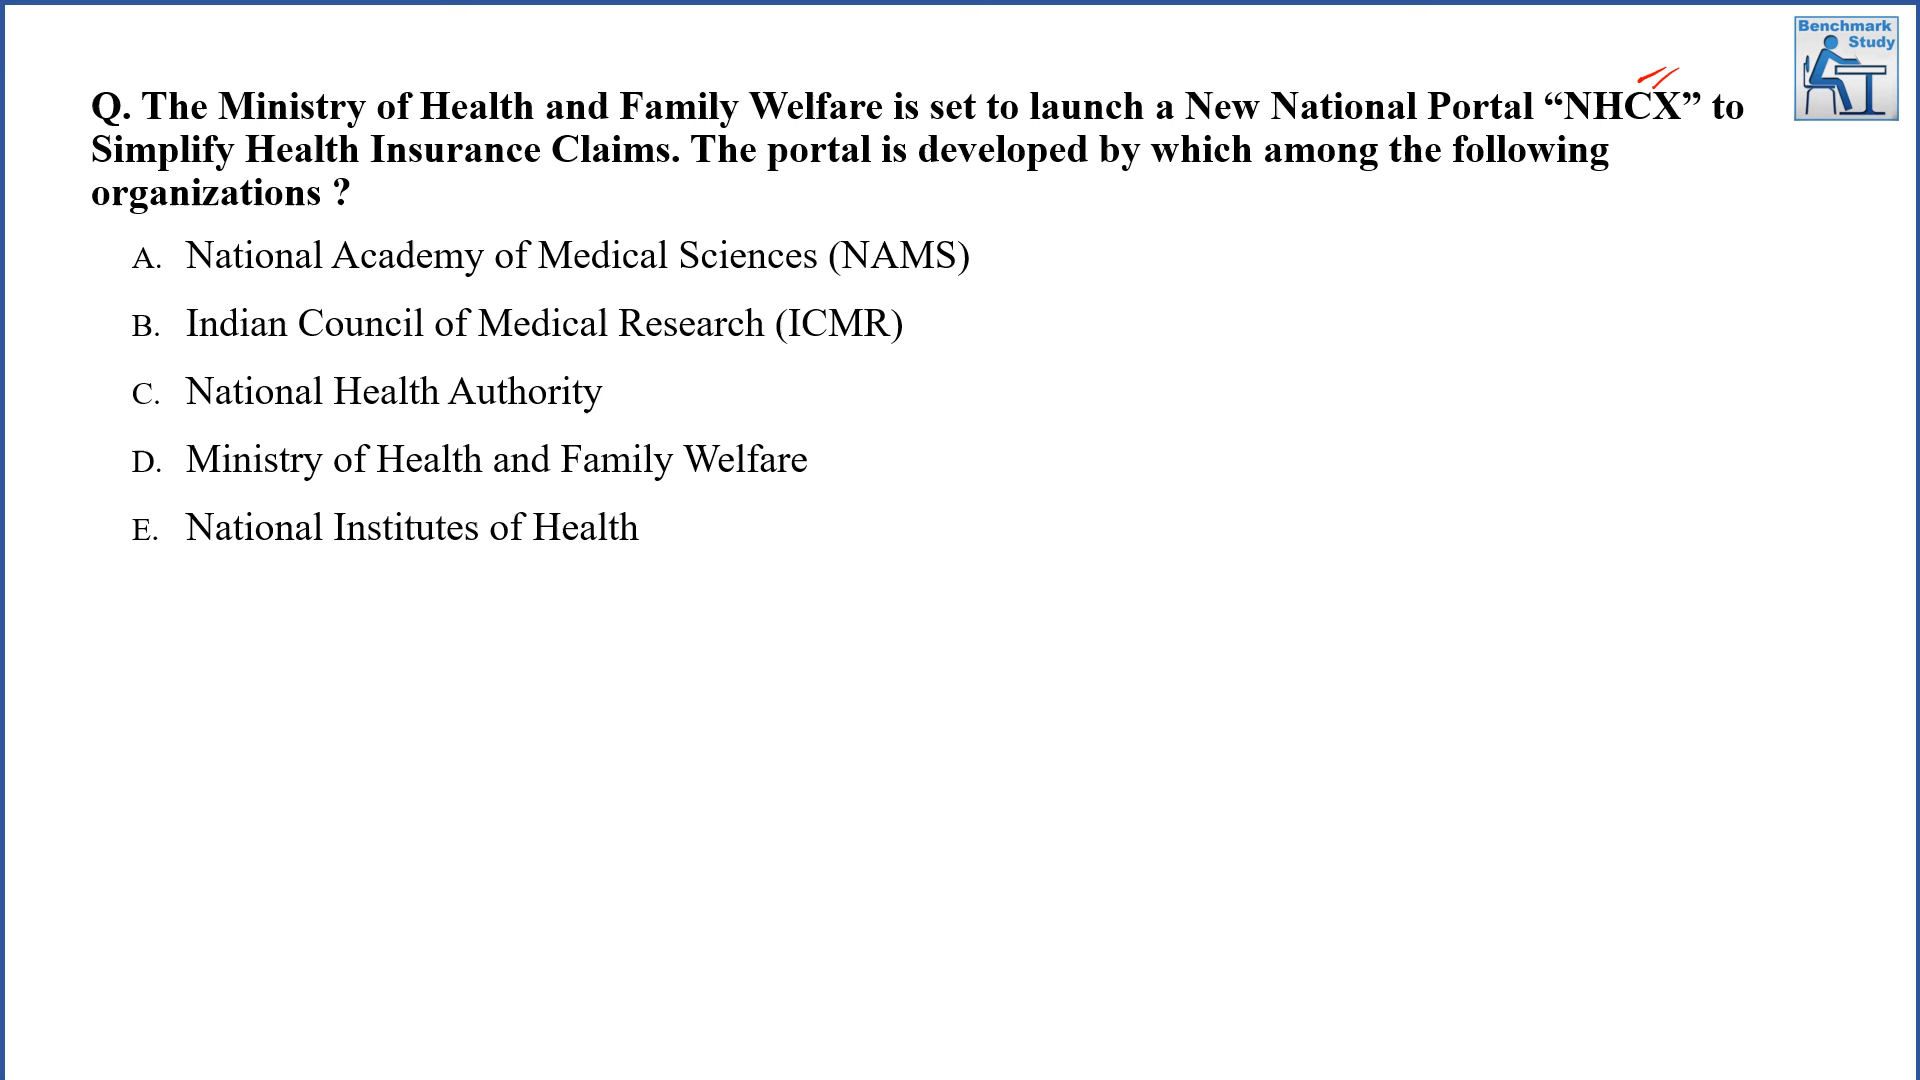 Benchmark
Study
Q. The Ministry of Health and Family Welfare is set to launch a New National Portal “NHCX” to
Simplify Health Insurance Claims. The portal is developed by which among the following
organizations ?
A. National Academy of Medical Sciences (NAMS)
B. Indian Council of Medical Research (ICMR)
C. National Health Authority
D. Ministry of Health and Family Welfare
E. National Institutes of Health